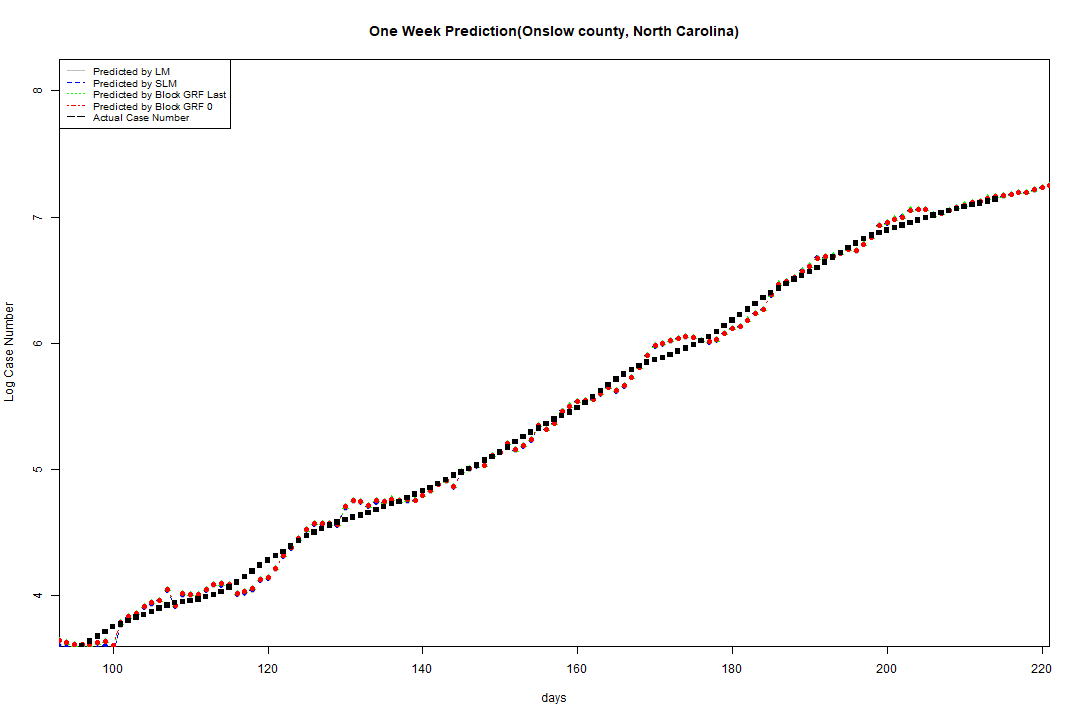 One Week Prediction(Onslow county, North Carolina)
Predicted by LM
Predicted by SLM
Predicted by Block GRF Last
Predicted by Block GRF 0
Actual Case Number
8
7
6
5
4
Log Case Number
100 120 140 160 180 200 220
days